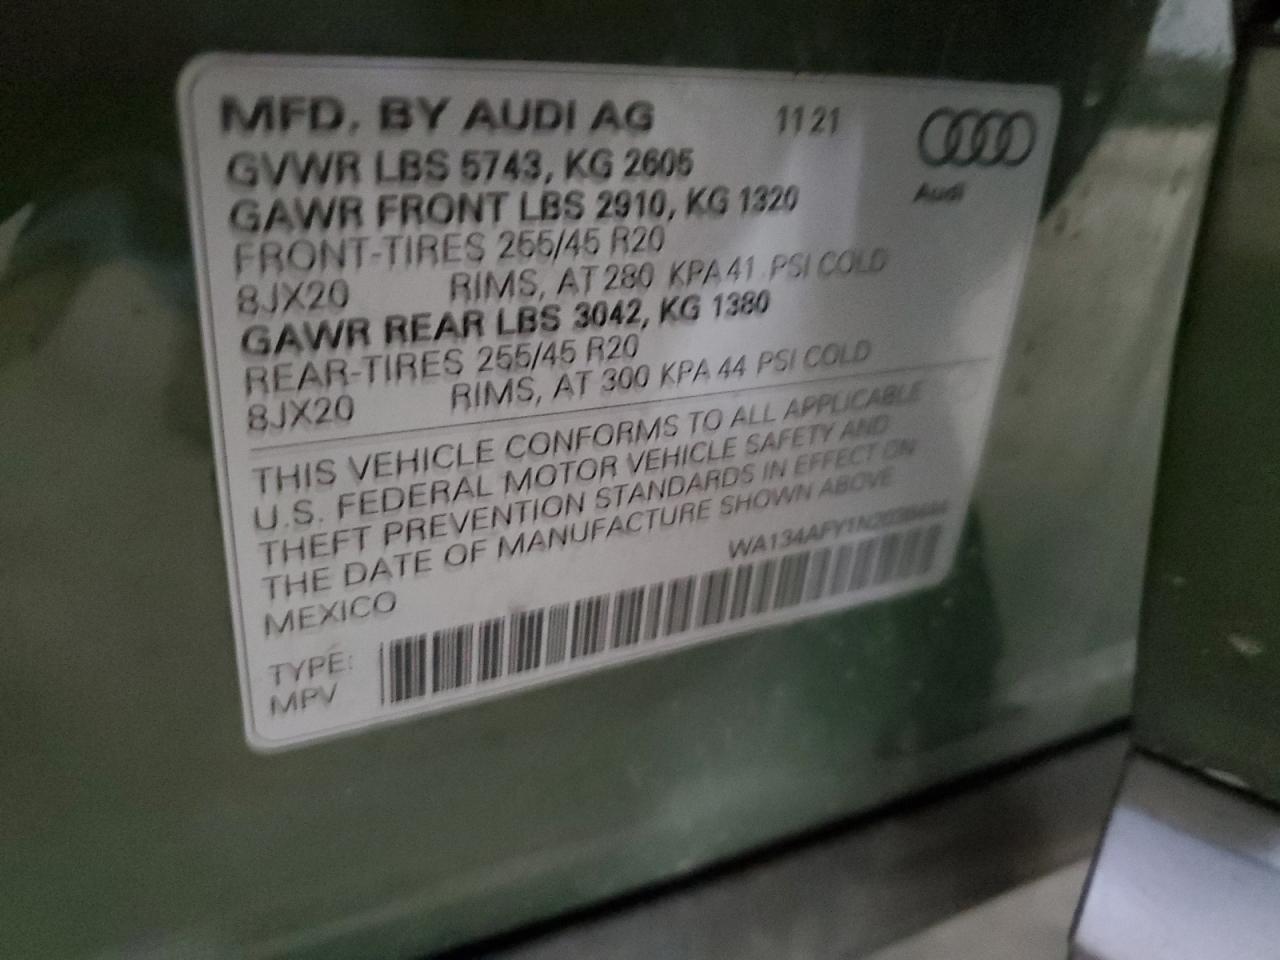 MFD. BY AUDI AG 11 21
GVWR LBS 5743, KG 2605
Audi
GAWR FRONT LBS 2910, KG 1320
FRONT-TIRES 255/45 R20
8JX20 RIMS, AT 280 KPA 41 PSI COLD
GAWR REAR LBS 3042, KG 1380
REAR-TIRES 255/45 R20
8JX20 RIMS, AT 300 KPA 44 PSI COLD
THIS VEHICLE CONFORMS TO ALL APPLICABLE
U.S. FEDERAL MOTOR VEHICLE SAFETY AND
THEFT PREVENTION STANDARDS IN EFFECT ON
THE DATE OF MANUFACTURE SHOWN ABOVE
MEXICO
TYPE:
MPV